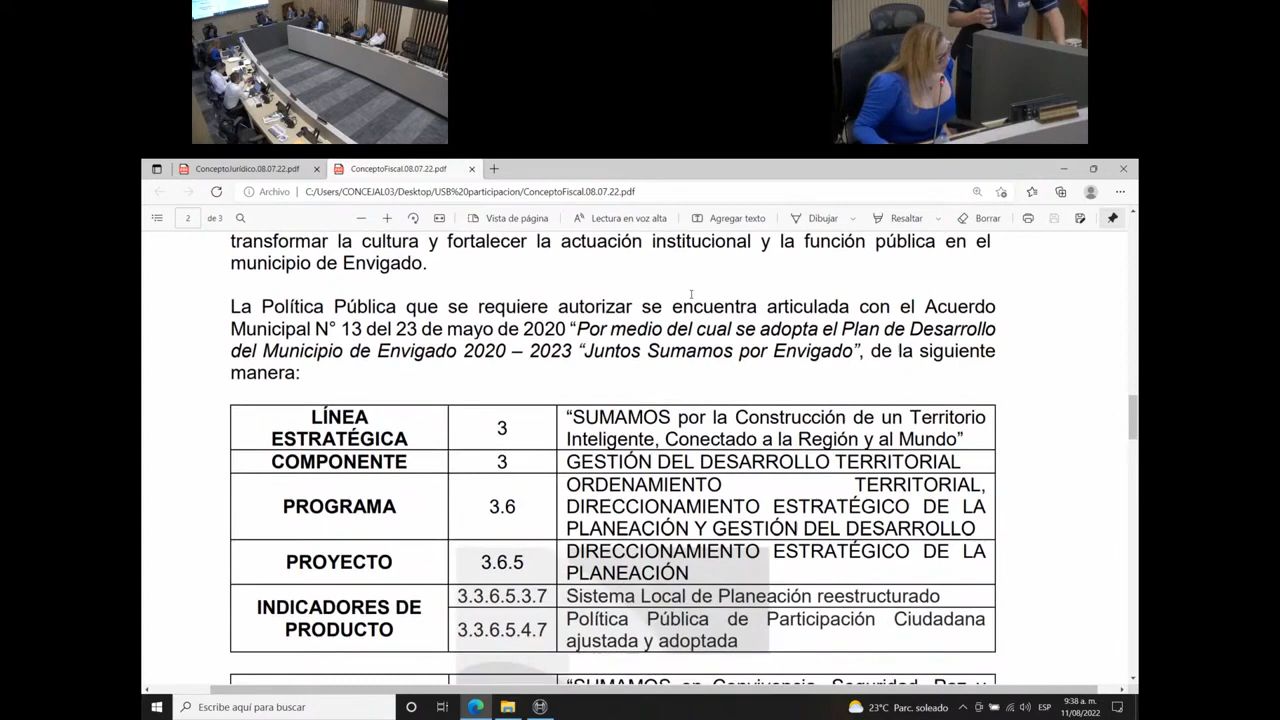 ConceptoJurídico.08.07.22.pdf
ConceptoFiscal.08.07.22.pdf
Archivo
C:/Users/CONCEJAL03/Desktop/USB%20participacion/ConceptoFiscal.08.07.22.pdf
2 de 3
Vista de página
Lectura en voz alta
Agregar texto
Dibujar
Resaltar
Borrar
transformar la cultura y fortalecer la actuación institucional y la función pública en el
municipio de Envigado.
La Política Pública que se requiere autorizar se encuentra articulada con el Acuerdo
Municipal N° 13 del 23 de mayo de 2020 “Por medio del cual se adopta el Plan de Desarrollo
del Municipio de Envigado 2020 – 2023 “Juntos Sumamos por Envigado”, de la siguiente
manera:
LÍNEA
ESTRATÉGICA
3
“SUMAMOS por la Construcción de un Territorio
Inteligente, Conectado a la Región y al Mundo”
COMPONENTE
3
GESTIÓN DEL DESARROLLO TERRITORIAL
PROGRAMA
3.6
ORDENAMIENTO TERRITORIAL,
DIRECCIONAMIENTO ESTRATÉGICO DE LA
PLANEACIÓN Y GESTIÓN DEL DESARROLLO
PROYECTO
3.6.5
DIRECCIONAMIENTO ESTRATÉGICO DE LA
PLANEACIÓN
INDICADORES DE
PRODUCTO
3.3.6.5.3.7
Sistema Local de Planeación reestructurado
3.3.6.5.4.7
Política Pública de Participación Ciudadana
ajustada y adoptada
“SUMAMOS en Convivencia, Seguridad, Paz y
Escribe aquí para buscar
23°C Parc. soleado
ESP
9:38 a. m.
11/08/2022